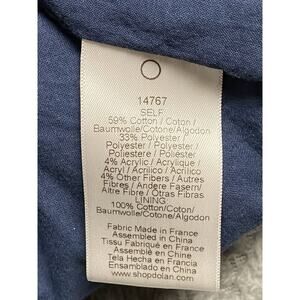 14767
SELF
59% Cotton / Coton /
Baumwolle/Cotone/Algodon
33% Polyester /
Polyester / Polyester /
Poliestere / Poliéster
4% Acrylic / Acrylique /
Acryl / Acrilico / Acrílico
4% Other Fibers / Autres
Fibres / Andere Fasern/
Altre Fibre / Otras Fibras
LINING
100% Cotton/Coton/
Baumwolle/Cotone/Algodon
Fabric Made in France
Assembled in China
Tissu Fabriqué en France
Assemblé en Chine
Tela Hecha en Francia
Ensamblado en China
www.shopdolan.com